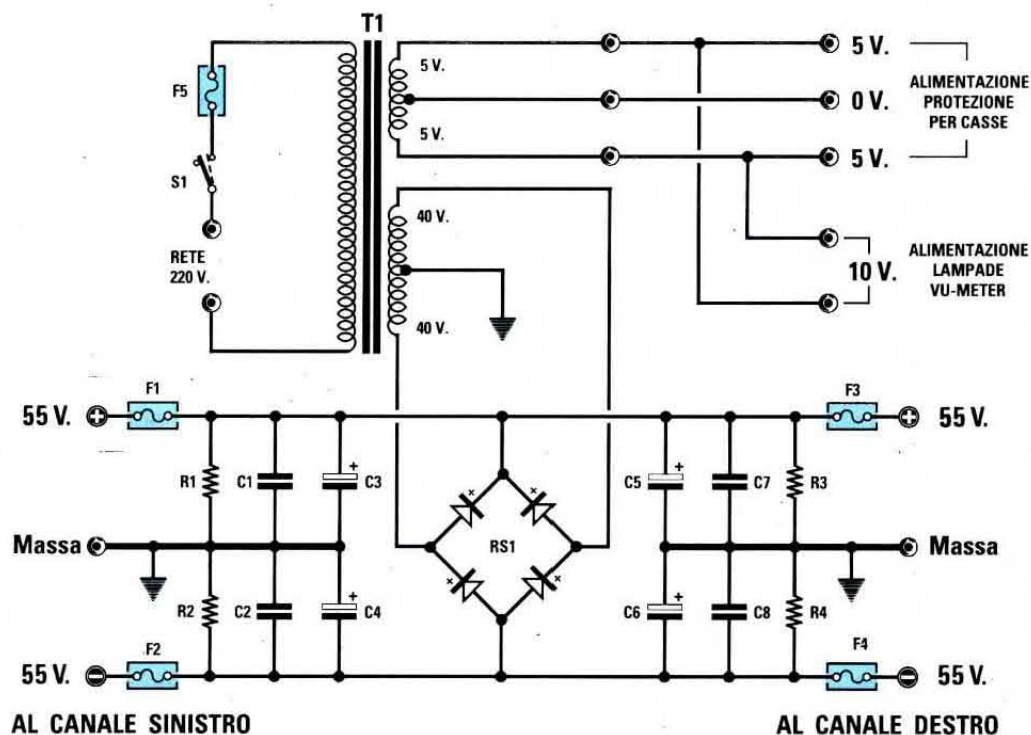 T1
F5
S1
RETE
220 V.
5 V.
5 V.
40 V.
40 V.
5 V.
0 V.
5 V.
ALIMENTAZIONE
PROTEZIONE
PER CASSE
10 V.
ALIMENTAZIONE
LAMPADE
VU-METER
F1
F3
55 V. +
+ 55 V.
R1
C1
+
C3
RS1
C5
+
C7
R3
Massa
Massa
R2
C2
+
C4
C6
+
C8
R4
F2
F4
55 V. −
− 55 V.
AL CANALE SINISTRO
AL CANALE DESTRO